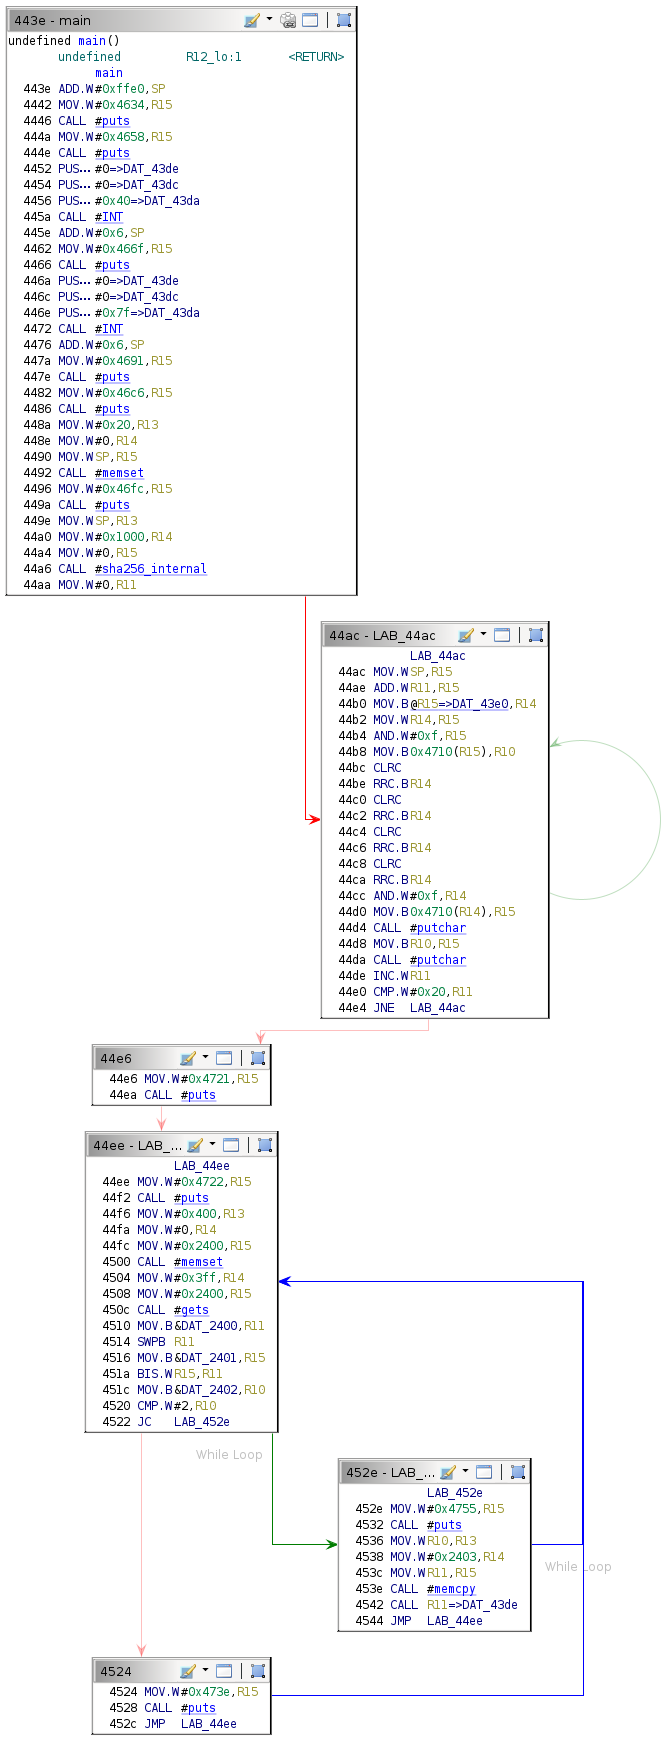 443e - main
undefined main()
undefined R12_lo:1 <RETURN>
main
443e ADD.W #0xffe0,SP
4442 MOV.W #0x4634,R15
4446 CALL #puts
444a MOV.W #0x4658,R15
444e CALL #puts
4452 PUS... #0=>DAT_43de
4454 PUS... #0=>DAT_43dc
4456 PUS... #0x40=>DAT_43da
445a CALL #INT
445e ADD.W #0x6,SP
4462 MOV.W #0x466f,R15
4466 CALL #puts
446a PUS... #0=>DAT_43de
446c PUS... #0=>DAT_43dc
446e PUS... #0x7f=>DAT_43da
4472 CALL #INT
4476 ADD.W #0x6,SP
447a MOV.W #0x4691,R15
447e CALL #puts
4482 MOV.W #0x46c6,R15
4486 CALL #puts
448a MOV.W #0x20,R13
448e MOV.W #0,R14
4490 MOV.W SP,R15
4492 CALL #memset
4496 MOV.W #0x46fc,R15
449a CALL #puts
449e MOV.W SP,R13
44a0 MOV.W #0x1000,R14
44a4 MOV.W #0,R15
44a6 CALL #sha256_internal
44aa MOV.W #0,R11
44ac - LAB_44ac
LAB_44ac
44ac MOV.W SP,R15
44ae ADD.W R11,R15
44b0 MOV.B @R15=>DAT_43e0,R14
44b2 MOV.W R14,R15
44b4 AND.W #0xf,R15
44b8 MOV.B 0x4710(R15),R10
44bc CLRC
44be RRC.B R14
44c0 CLRC
44c2 RRC.B R14
44c4 CLRC
44c6 RRC.B R14
44c8 CLRC
44ca RRC.B R14
44cc AND.W #0xf,R14
44d0 MOV.B 0x4710(R14),R15
44d4 CALL #putchar
44d8 MOV.B R10,R15
44da CALL #putchar
44de INC.W R11
44e0 CMP.W #0x20,R11
44e4 JNE LAB_44ac
44e6
44e6 MOV.W #0x4721,R15
44ea CALL #puts
44ee - LAB_...
LAB_44ee
44ee MOV.W #0x4722,R15
44f2 CALL #puts
44f6 MOV.W #0x400,R13
44fa MOV.W #0,R14
44fc MOV.W #0x2400,R15
4500 CALL #memset
4504 MOV.W #0x3ff,R14
4508 MOV.W #0x2400,R15
450c CALL #gets
4510 MOV.B &DAT_2400,R11
4514 SWPB R11
4516 MOV.B &DAT_2401,R15
451a BIS.W R15,R11
451c MOV.B &DAT_2402,R10
4520 CMP.W #2,R10
4522 JC LAB_452e
While Loop
452e - LAB_...
LAB_452e
452e MOV.W #0x4755,R15
4532 CALL #puts
4536 MOV.W R10,R13
4538 MOV.W #0x2403,R14
453c MOV.W R11,R15
453e CALL #memcpy
4542 CALL R11=>DAT_43de
4544 JMP LAB_44ee
While Loop
4524
4524 MOV.W #0x473e,R15
4528 CALL #puts
452c JMP LAB_44ee